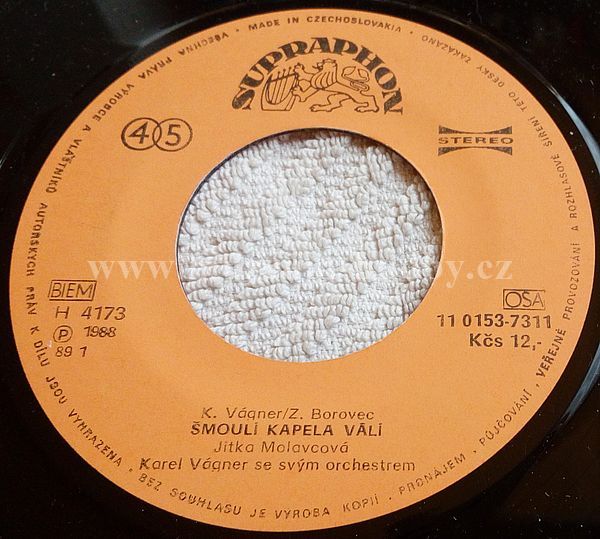 VŠECHNA PRÁVA VÝROBCE A VLASTNÍKŮ AUTORSKÝCH PRÁV K DÍLU JSOU VYHRAZENA • BEZ SOUHLASU JE VÝROBA KOPIÍ, PRONÁJEM, PŮJČOVÁNÍ, VEŘEJNÉ PROVOZOVÁNÍ A ROZHLASOVÉ ŠÍŘENÍ TÉTO DESKY ZAKÁZÁNO • MADE IN CZECHOSLOVAKIA •
SUPRAPHON
45
STEREO
BIEM
H 4173
Ⓟ 1988
89 1
OSA
11 0153-7311
Kčs 12,-
K. Vágner/Z. Borovec
ŠMOULÍ KAPELA VÁLÍ
Jitka Molavcová
Karel Vágner se svým orchestrem